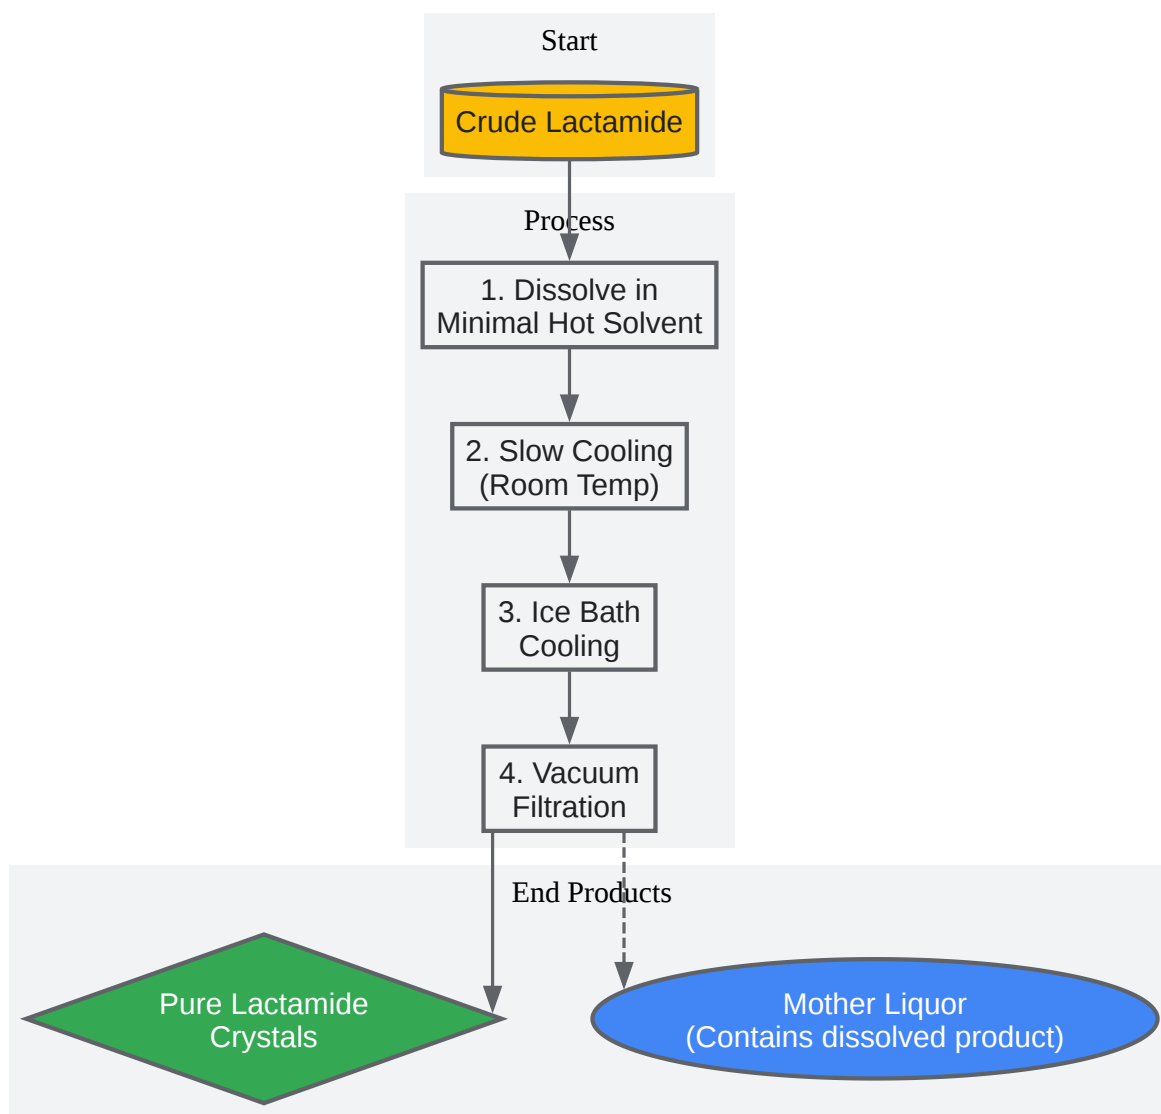 Start
Crude Lactamide
Process
1. Dissolve in
Minimal Hot Solvent
2. Slow Cooling
(Room Temp)
3. Ice Bath
Cooling
4. Vacuum
Filtration
End Products
Pure Lactamide
Crystals
Mother Liquor
(Contains dissolved product)